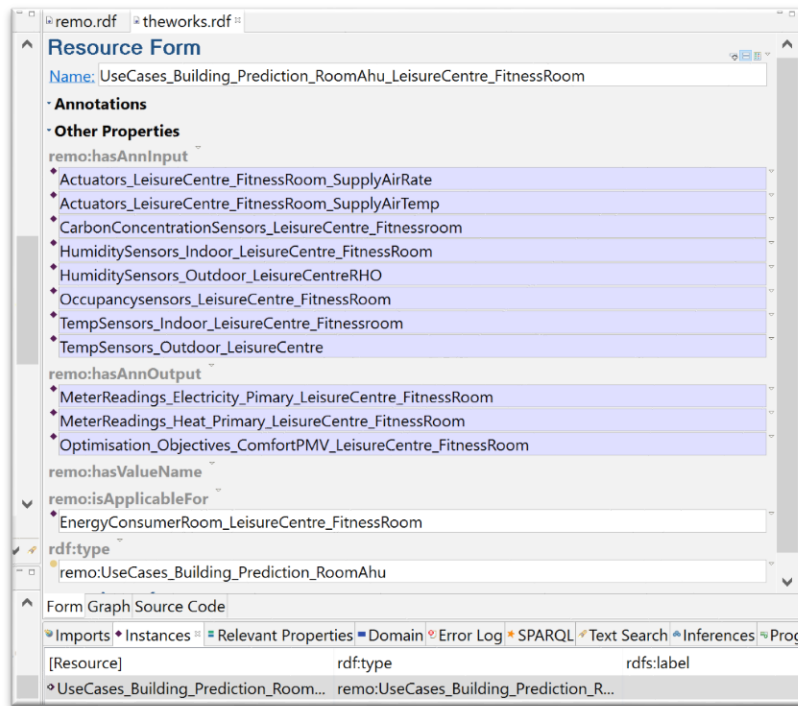 remo.rdf theworks.rdf
Resource Form
Name: UseCases_Building_Prediction_RoomAhu_LeisureCentre_FitnessRoom
Annotations
Other Properties
remo:hasAnnInput
Actuators_LeisureCentre_FitnessRoom_SupplyAirRate
Actuators_LeisureCentre_FitnessRoom_SupplyAirTemp
CarbonConcentrationSensors_LeisureCentre_Fitnessroom
HumiditySensors_Indoor_LeisureCentre_FitnessRoom
HumiditySensors_Outdoor_LeisureCentreRHO
Occupancysensors_LeisureCentre_FitnessRoom
TempSensors_Indoor_LeisureCentre_Fitnessroom
TempSensors_Outdoor_LeisureCentre
remo:hasAnnOutput
MeterReadings_Electricity_Pimary_LeisureCentre_FitnessRoom
MeterReadings_Heat_Primary_LeisureCentre_FitnessRoom
Optimisation_Objectives_ComfortPMV_LeisureCentre_FitnessRoom
remo:hasValueName
remo:isApplicableFor
EnergyConsumerRoom_LeisureCentre_FitnessRoom
rdf:type
remo:UseCases_Building_Prediction_RoomAhu
Form Graph Source Code
Imports Instances Relevant Properties Domain Error Log SPARQL Text Search Inferences Prog
[Resource] rdf:type rdfs:label
UseCases_Building_Prediction_Room... remo:UseCases_Building_Prediction_R...